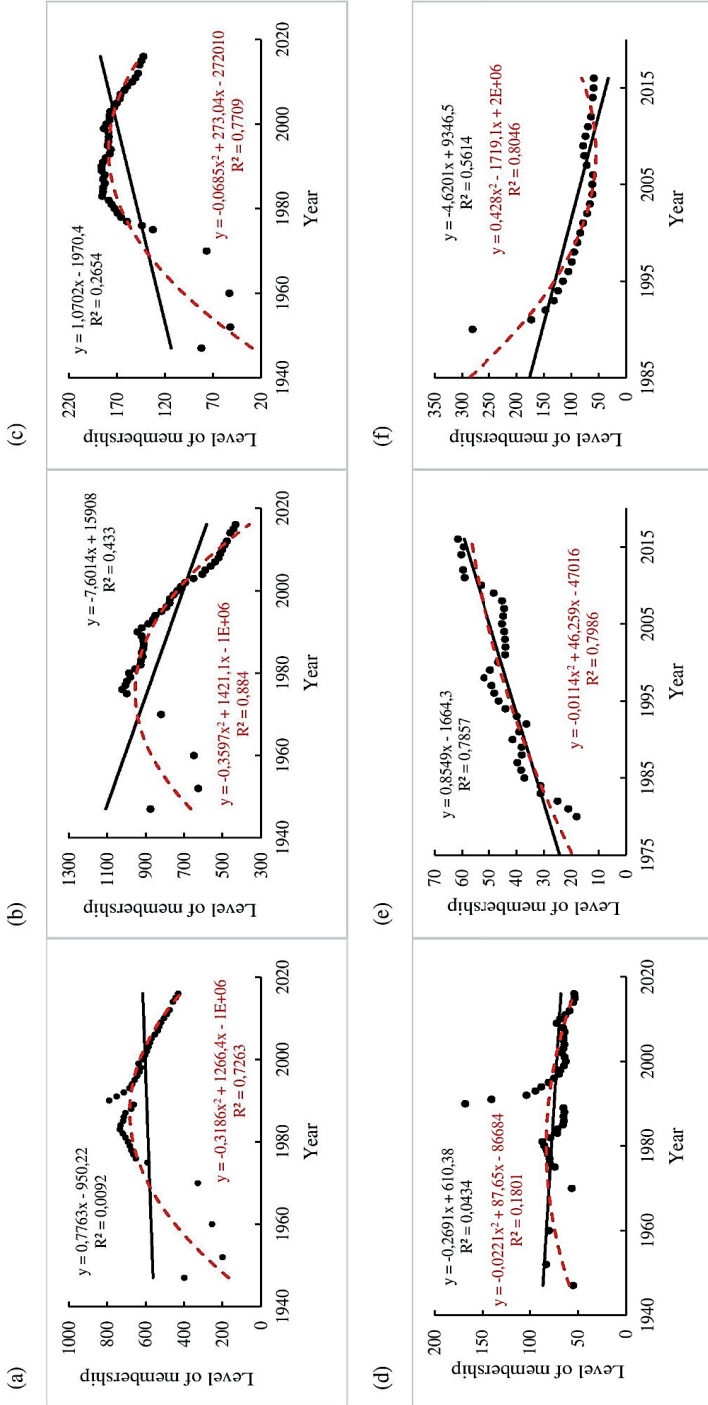 (a)
1000
800
600
400
200
0
1940
1960
1980
2000
2020
Level of membership
Year
y = 0,7763x - 950,22
R² = 0,0092
y = -0,3186x² + 1266,4x - 1E+06
R² = 0,7263
(b)
1300
1100
900
700
500
300
1940
1960
1980
2000
2020
Level of membership
Year
y = -7,6014x + 15908
R² = 0,433
y = -0,3597x² + 1421,1x - 1E+06
R² = 0,884
(c)
220
170
120
70
20
1940
1960
1980
2000
2020
Level of membership
Year
y = 1,0702x - 1970,4
R² = 0,2654
y = -0,0685x² + 273,04x - 272010
R² = 0,7709
(d)
200
150
100
50
0
1940
1960
1980
2000
2020
Level of membership
Year
y = -0,2691x + 610,38
R² = 0,0434
y = -0,0221x² + 87,65x - 86684
R² = 0,1801
(e)
70
60
50
40
30
20
10
0
1975
1985
1995
2005
2015
Level of membership
Year
y = 0,8549x - 1664,3
R² = 0,7857
y = -0,0114x² + 46,259x - 47016
R² = 0,7986
(f)
350
300
250
200
150
100
50
0
1985
1995
2005
2015
Level of membership
Year
y = -4,6201x + 9346,5
R² = 0,5614
y = 0,428x² - 1719,1x + 2E+06
R² = 0,8046